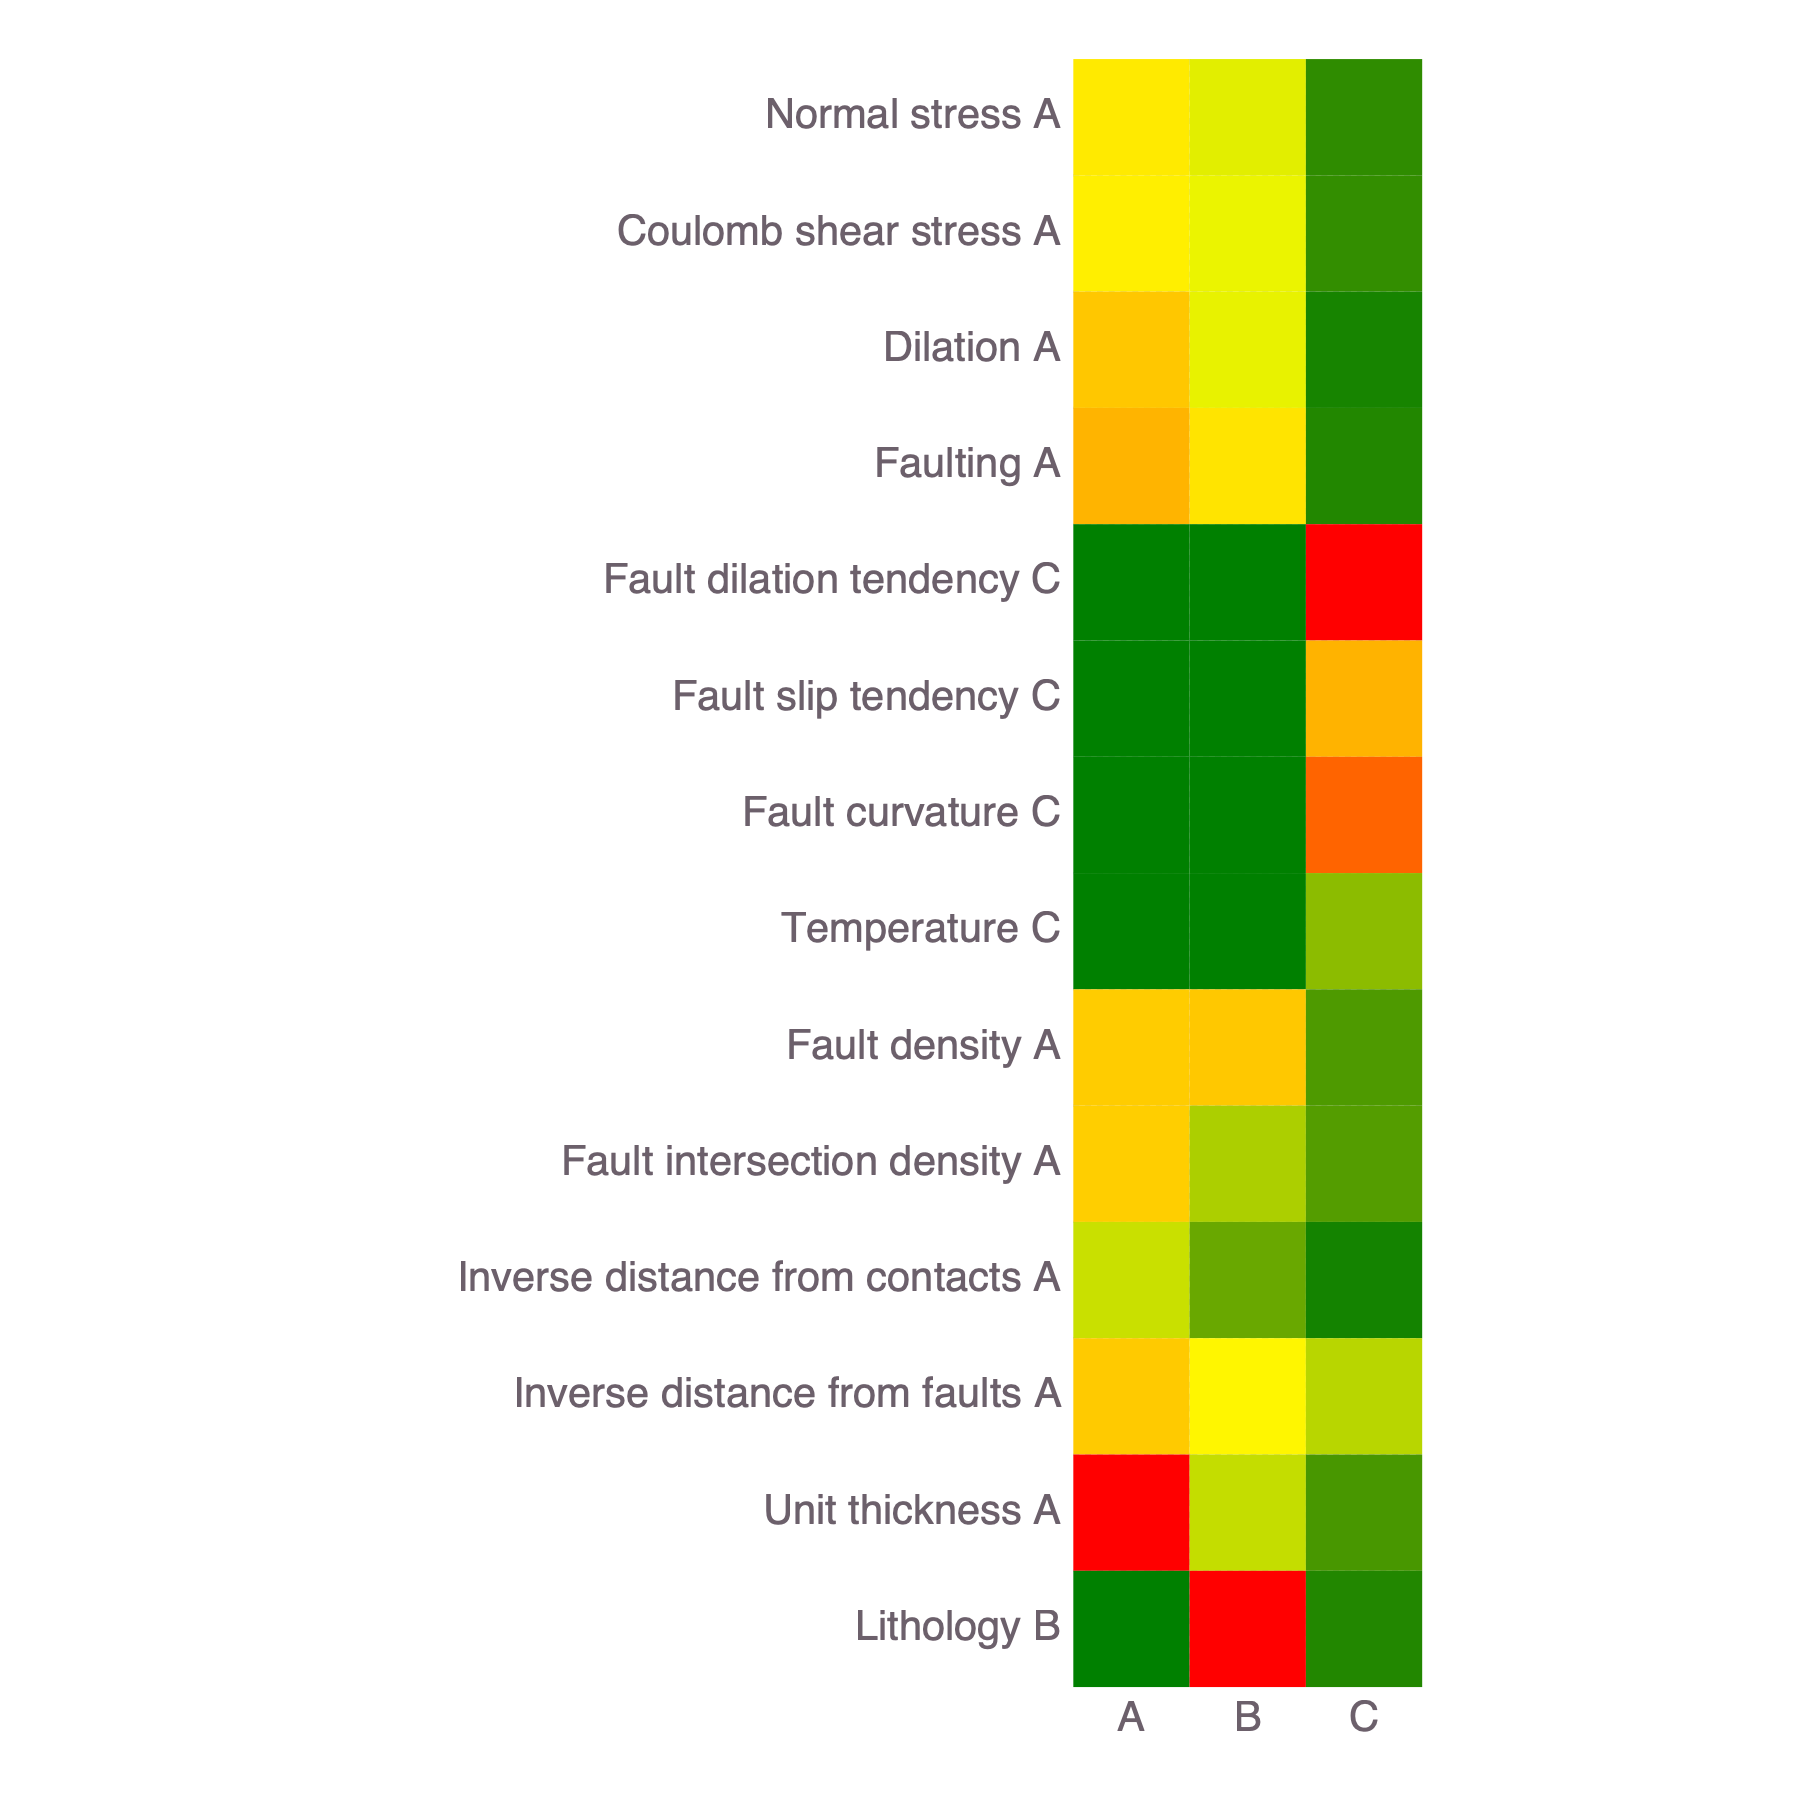 Normal stress A
Coulomb shear stress A
Dilation A
Faulting A
Fault dilation tendency C
Fault slip tendency C
Fault curvature C
Temperature C
Fault density A
Fault intersection density A
Inverse distance from contacts A
Inverse distance from faults A
Unit thickness A
Lithology B
A B C